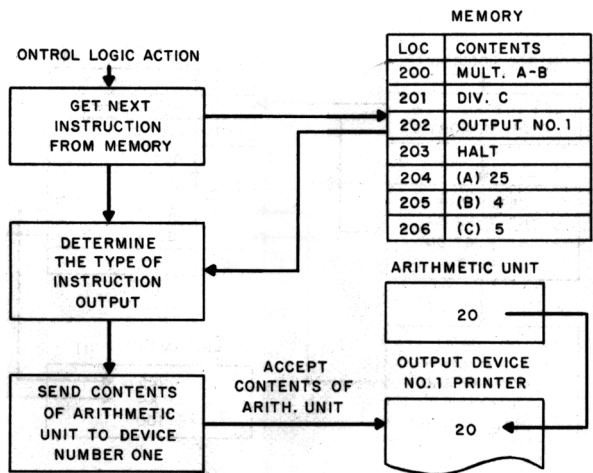 MEMORY
ONTROL LOGIC ACTION
GET NEXT
INSTRUCTION
FROM MEMORY
LOC CONTENTS
200 MULT. A-B
201 DIV. C
202 OUTPUT NO. 1
203 HALT
204 (A) 25
205 (B) 4
206 (C) 5
DETERMINE
THE TYPE OF
INSTRUCTION
OUTPUT
ARITHMETIC UNIT
20
SEND CONTENTS
OF ARITHMETIC
UNIT TO DEVICE
NUMBER ONE
ACCEPT
CONTENTS OF
ARITH. UNIT
OUTPUT DEVICE
NO. 1 PRINTER
20